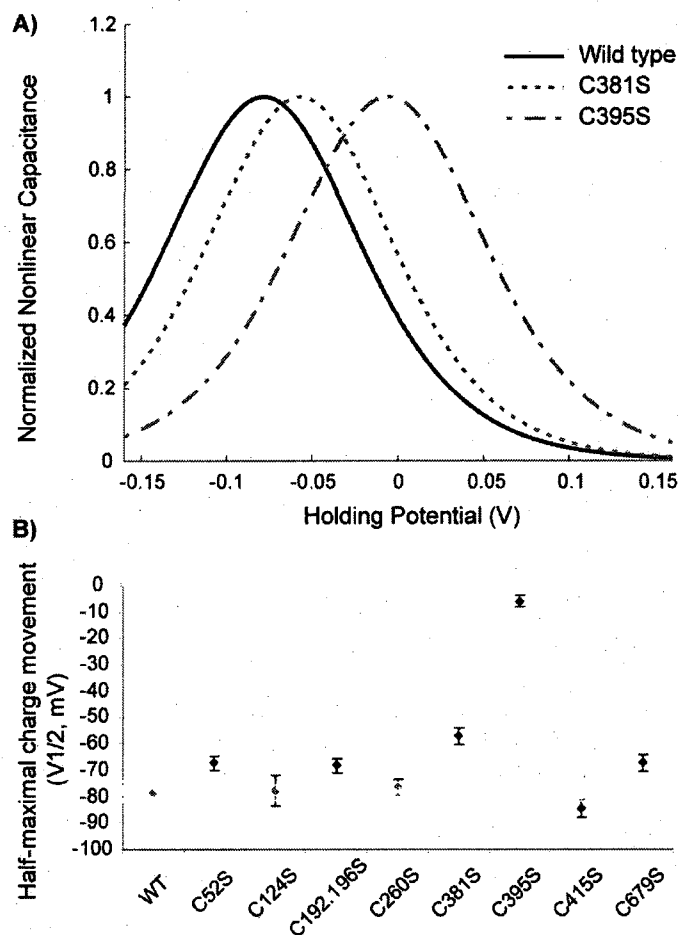 A)
1.2
1
0.8
0.6
0.4
0.2
0
Normalized Nonlinear Capacitance
Wild type
C381S
C395S
-0.15
-0.1
-0.05
0
0.05
0.1
0.15
Holding Potential (V)
B)
0
-10
-20
-30
-40
-50
-60
-70
-80
-90
-100
Half-maximal charge movement
(V1/2, mV)
WT
C52S
C124S
C192.196S
C260S
C381S
C395S
C415S
C679S